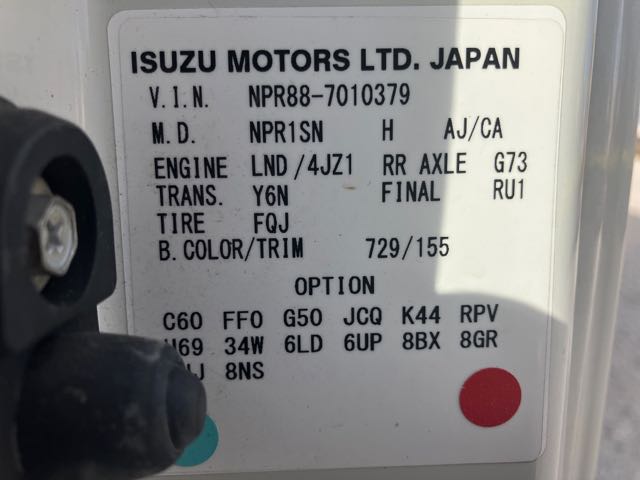 ISUZU MOTORS LTD. JAPAN
V.I.N. NPR88-7010379
M.D. NPR1SN H AJ/CA
ENGINE LND/4JZ1 RR AXLE G73
TRANS. Y6N FINAL RU1
TIRE FQJ
B.COLOR/TRIM 729/155
OPTION
C60 FF0 G50 JCQ K44 RPV
34W 6LD 6UP 8BX 8GR
8NS